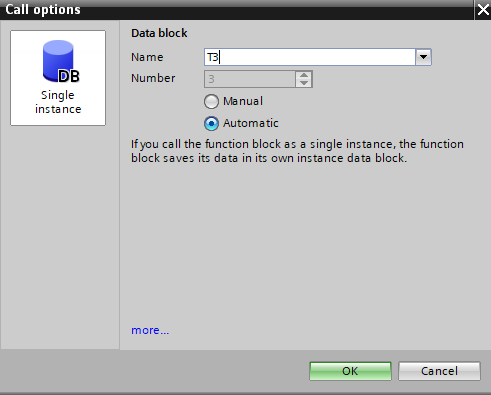 Call options
DB
Single
instance
Data block
Name T3
Number 3
Manual
Automatic
If you call the function block as a single instance, the function
block saves its data in its own instance data block.
more...
OK Cancel